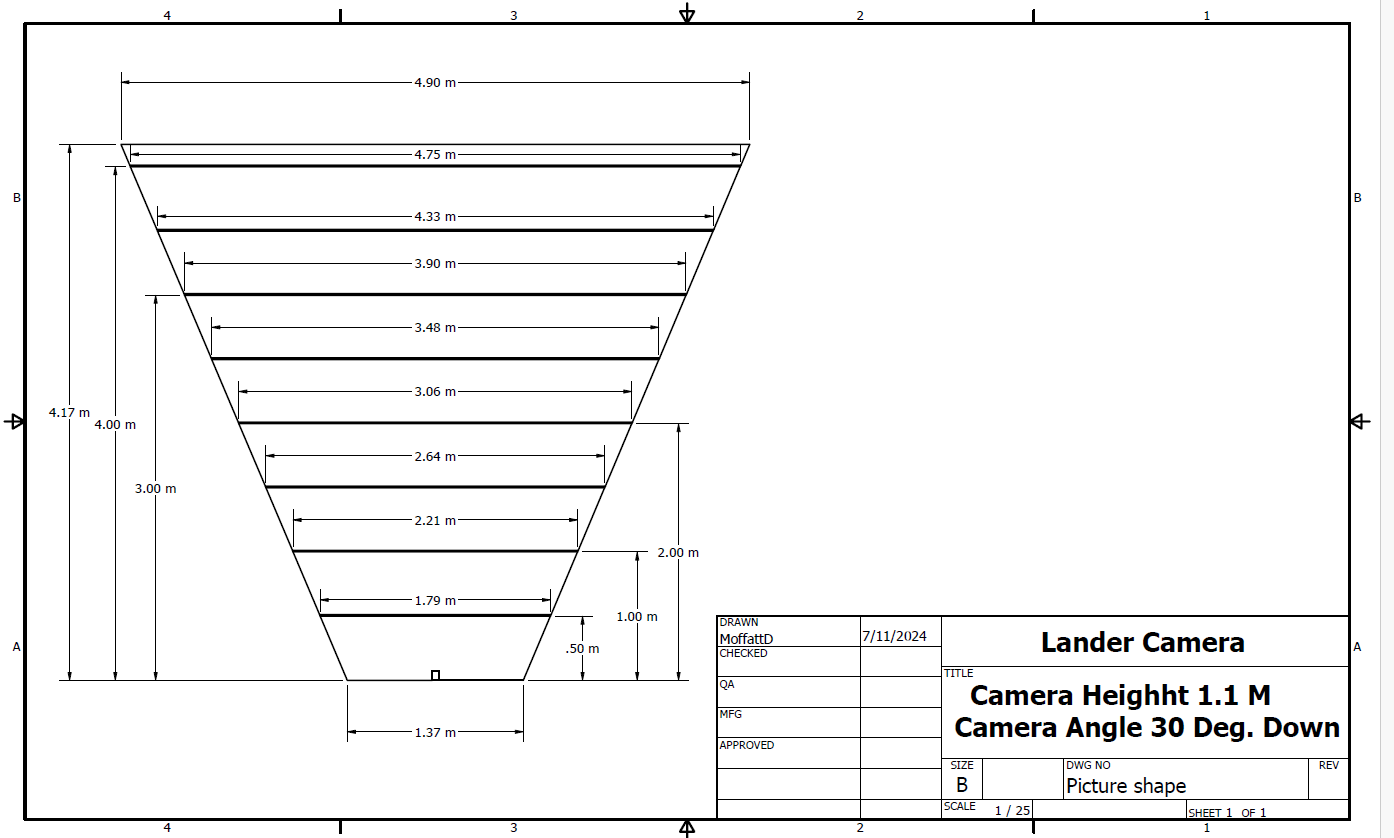 4 3 2 1
4.90 m
4.75 m
B B
4.33 m
3.90 m
3.48 m
3.06 m
4.17 m
4.00 m
2.64 m
3.00 m
2.21 m
2.00 m
1.79 m
1.00 m
.50 m
1.37 m
A A
DRAWN
MoffattD
7/11/2024
CHECKED
QA
MFG
APPROVED
Lander Camera
TITLE
Camera Heighht 1.1 M
Camera Angle 30 Deg. Down
SIZE
B
DWG NO
Picture shape
REV
SCALE
1 / 25
SHEET 1 OF 1
4 3 2 1